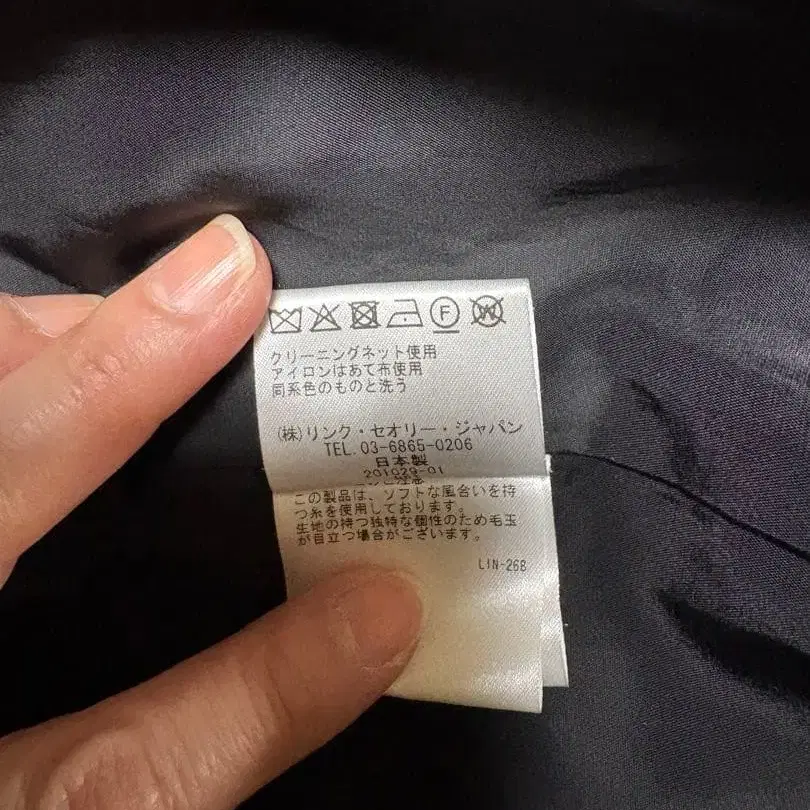 F W
クリーニングネット使用
アイロンはあて布使用
同系色のものと洗う
(株)リンク・セオリー・ジャパン
TEL.03-6865-0206
日本製
201029-01
この製品は、ソフトな風合いを持
つ糸を使用しております。
生地の持つ独特な個性のため毛玉
が目立つ場合がございます。
LIN-26B